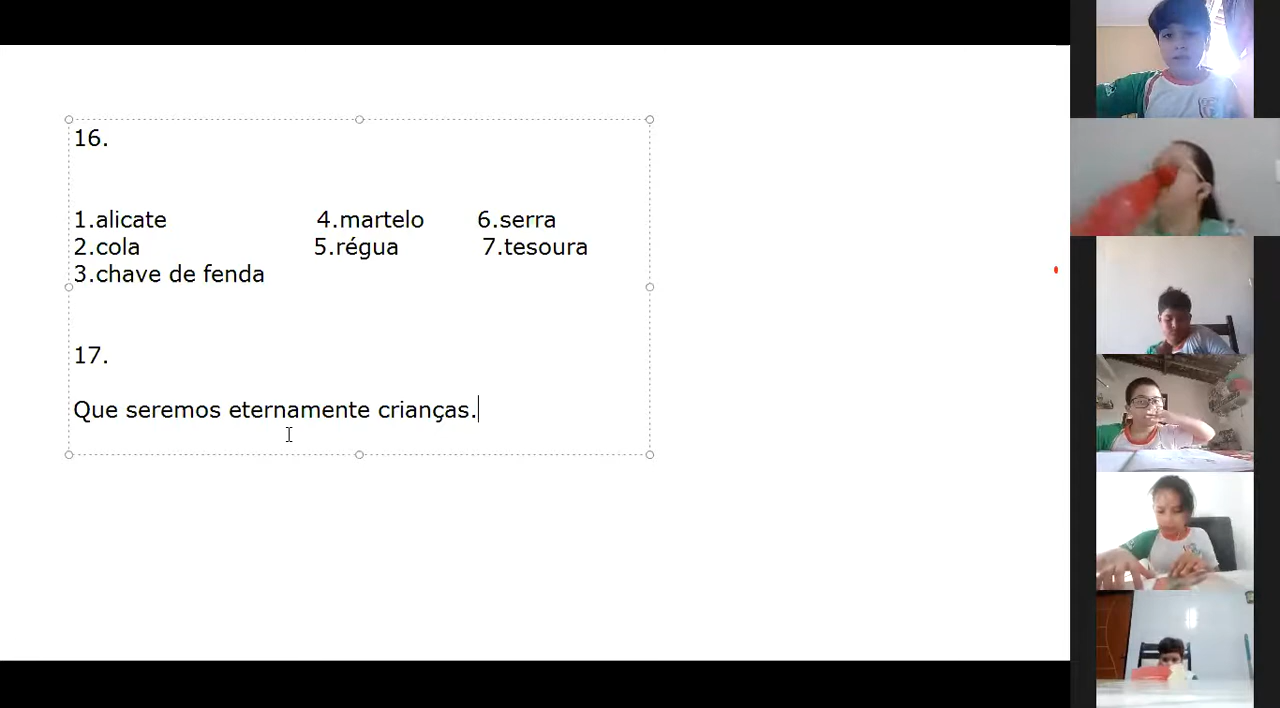 16.
1.alicate 4.martelo 6.serra
2.cola 5.régua 7.tesoura
3.chave de fenda
17.
Que seremos eternamente crianças.